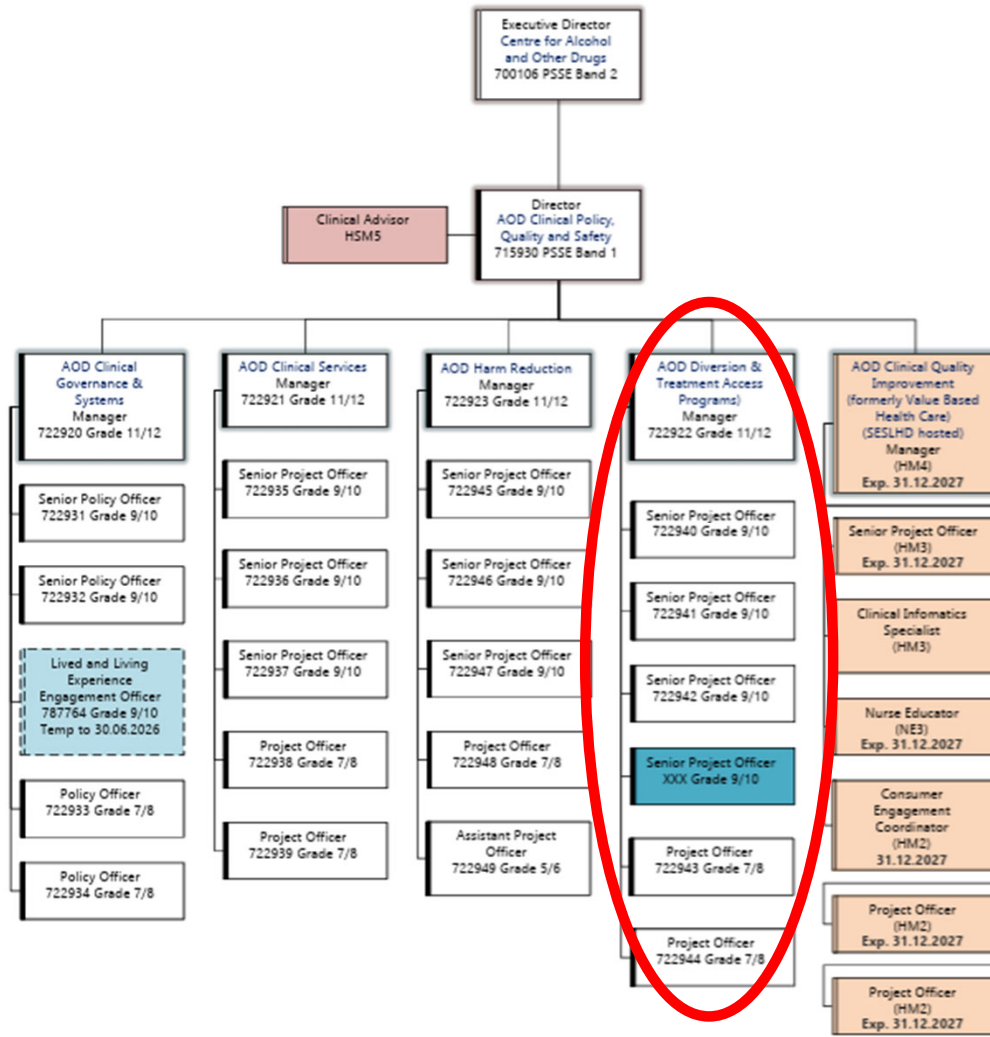 Executive Director
Centre for Alcohol
and Other Drugs
700106 PSSE Band 2
Clinical Advisor
HSM5
Director
AOD Clinical Policy,
Quality and Safety
715930 PSSE Band 1
AOD Clinical
Governance &
Systems
Manager
722920 Grade 11/12
Senior Policy Officer
722931 Grade 9/10
Senior Policy Officer
722932 Grade 9/10
Lived and Living
Experience
Engagement Officer
787764 Grade 9/10
Temp to 30.06.2026
Policy Officer
722933 Grade 7/8
Policy Officer
722934 Grade 7/8
AOD Clinical Services
Manager
722921 Grade 11/12
Senior Project Officer
722935 Grade 9/10
Senior Project Officer
722936 Grade 9/10
Senior Project Officer
722937 Grade 9/10
Project Officer
722938 Grade 7/8
Project Officer
722939 Grade 7/8
AOD Harm Reduction
Manager
722923 Grade 11/12
Senior Project Officer
722945 Grade 9/10
Senior Project Officer
722946 Grade 9/10
Senior Project Officer
722947 Grade 9/10
Project Officer
722948 Grade 7/8
Assistant Project
Officer
722949 Grade 5/6
AOD Diversion &
Treatment Access
Programs)
Manager
722922 Grade 11/12
Senior Project Officer
722940 Grade 9/10
Senior Project Officer
722941 Grade 9/10
Senior Project Officer
722942 Grade 9/10
Senior Project Officer
XXX Grade 9/10
Project Officer
722943 Grade 7/8
Project Officer
722944 Grade 7/8
AOD Clinical Quality
Improvement
(formerly Value Based
Health Care)
(SESLHD hosted)
Manager
(HM4)
Exp. 31.12.2027
Senior Project Officer
(HM3)
Exp. 31.12.2027
Clinical Infomatics
Specialist
(HM3)
Nurse Educator
(NE3)
Exp. 31.12.2027
Consumer
Engagement
Coordinator
(HM2)
31.12.2027
Project Officer
(HM2)
Exp. 31.12.2027
Project Officer
(HM2)
Exp. 31.12.2027